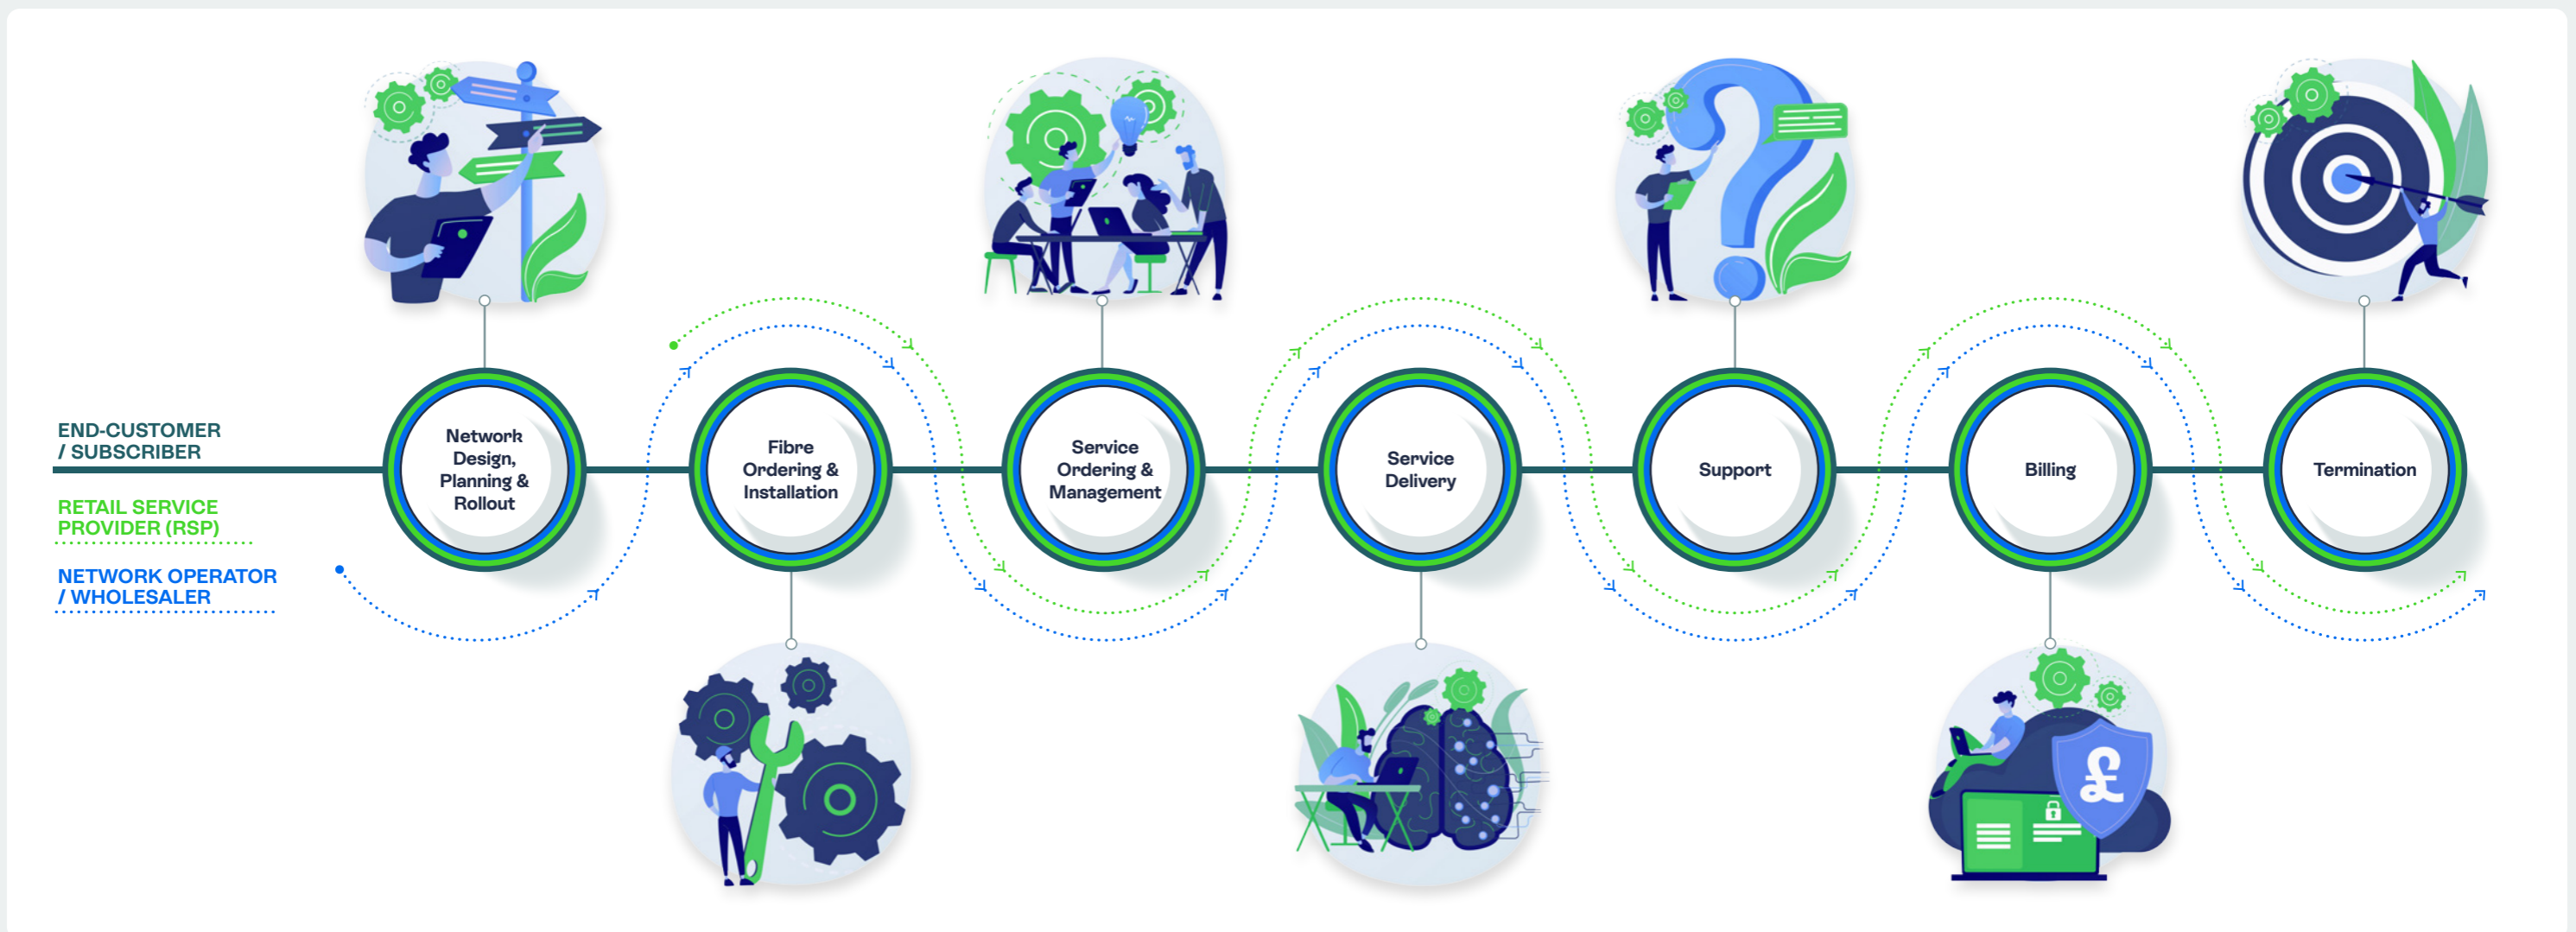 END-CUSTOMER
/ SUBSCRIBER
RETAIL SERVICE
PROVIDER (RSP)
NETWORK OPERATOR
/ WHOLESALER
Network
Design,
Planning &
Rollout
Fibre
Ordering &
Installation
Service
Ordering &
Management
Service
Delivery
Support
Billing
Termination
£